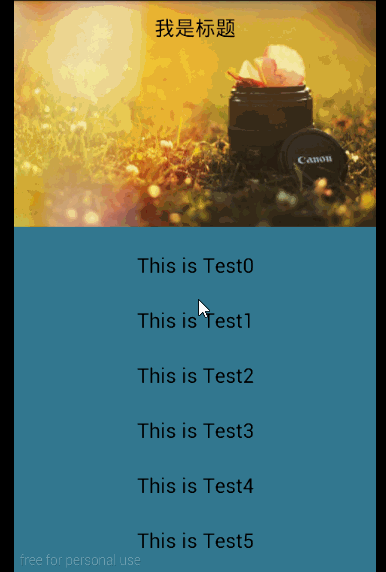 我是标题
Canon
This is Test0
This is Test1
This is Test2
This is Test3
This is Test4
This is Test5
free for personal use